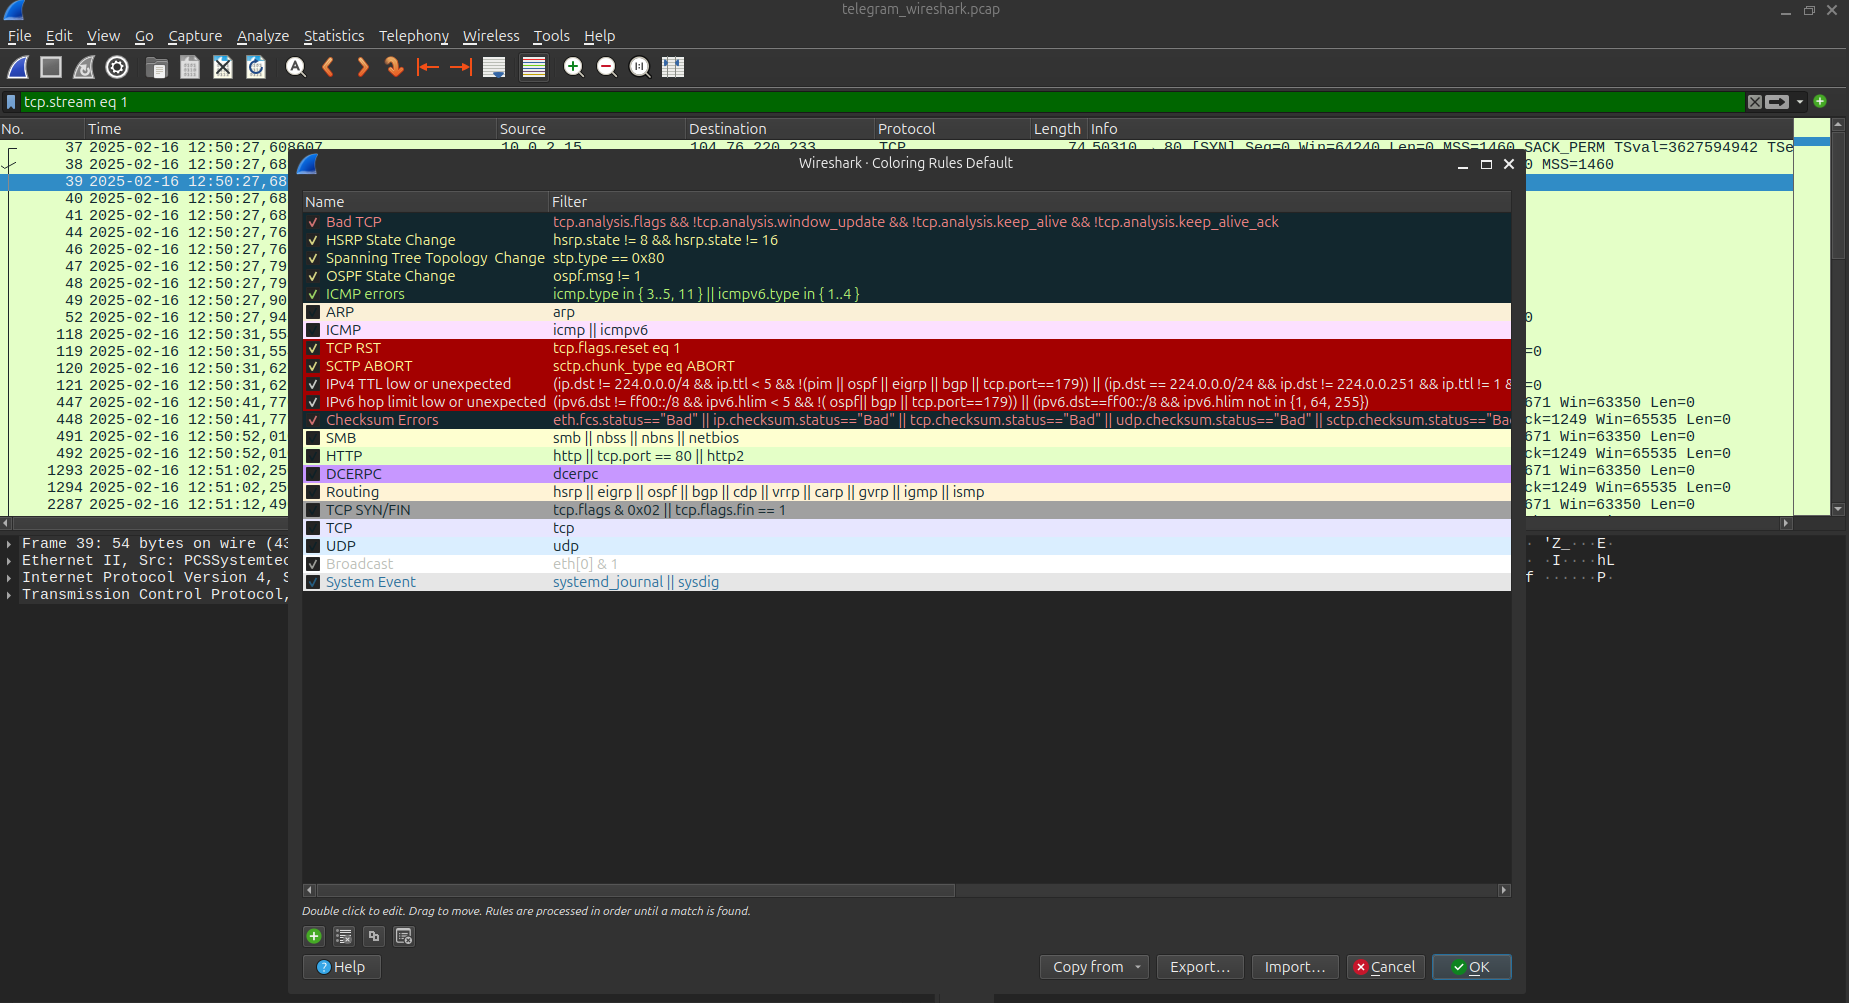 telegram_wireshark.pcap
File Edit View Go Capture Analyze Statistics Telephony Wireless Tools Help
tcp.stream eq 1
No. Time Source Destination Protocol Length Info
37 2025-02-16 12:50:27,608607 10.0.2.15 104.76.220.233 TCP 74 50310 → 80 [SYN] Seq=0 Win=64240 Len=0 MSS=1460 SACK_PERM TSval=3627594942 TSe
38 2025-02-16 12:50:27,68 0 MSS=1460
39 2025-02-16 12:50:27,68
40 2025-02-16 12:50:27,68
41 2025-02-16 12:50:27,68
44 2025-02-16 12:50:27,76
46 2025-02-16 12:50:27,76
47 2025-02-16 12:50:27,79
48 2025-02-16 12:50:27,79
49 2025-02-16 12:50:27,90
52 2025-02-16 12:50:27,94 0
118 2025-02-16 12:50:31,55
119 2025-02-16 12:50:31,55 =0
120 2025-02-16 12:50:31,62
121 2025-02-16 12:50:31,62 =0
447 2025-02-16 12:50:41,77 671 Win=63350 Len=0
448 2025-02-16 12:50:41,77 ck=1249 Win=65535 Len=0
491 2025-02-16 12:50:52,01 671 Win=63350 Len=0
492 2025-02-16 12:50:52,01 ck=1249 Win=65535 Len=0
1293 2025-02-16 12:51:02,25 671 Win=63350 Len=0
1294 2025-02-16 12:51:02,25 ck=1249 Win=65535 Len=0
2287 2025-02-16 12:51:12,49 671 Win=63350 Len=0
Frame 39: 54 bytes on wire (43
Ethernet II, Src: PCSSystemtec
Internet Protocol Version 4, S
Transmission Control Protocol,
· 'Z_···E·
· ·I····hL
f ······P·
Wireshark · Coloring Rules Default
Name Filter
Bad TCP tcp.analysis.flags && !tcp.analysis.window_update && !tcp.analysis.keep_alive && !tcp.analysis.keep_alive_ack
HSRP State Change hsrp.state != 8 && hsrp.state != 16
Spanning Tree Topology Change stp.type == 0x80
OSPF State Change ospf.msg != 1
ICMP errors icmp.type in { 3..5, 11 } || icmpv6.type in { 1..4 }
ARP arp
ICMP icmp || icmpv6
TCP RST tcp.flags.reset eq 1
SCTP ABORT sctp.chunk_type eq ABORT
IPv4 TTL low or unexpected (ip.dst != 224.0.0.0/4 && ip.ttl < 5 && !(pim || ospf || eigrp || bgp || tcp.port==179)) || (ip.dst == 224.0.0.0/24 && ip.dst != 224.0.0.251 && ip.ttl != 1 &
IPv6 hop limit low or unexpected (ipv6.dst != ff00::/8 && ipv6.hlim < 5 && !( ospf|| bgp || tcp.port==179)) || (ipv6.dst==ff00::/8 && ipv6.hlim not in {1, 64, 255})
Checksum Errors eth.fcs.status=="Bad" || ip.checksum.status=="Bad" || tcp.checksum.status=="Bad" || udp.checksum.status=="Bad" || sctp.checksum.status=="Ba
SMB smb || nbss || nbns || netbios
HTTP http || tcp.port == 80 || http2
DCERPC dcerpc
Routing hsrp || eigrp || ospf || bgp || cdp || vrrp || carp || gvrp || igmp || ismp
TCP SYN/FIN tcp.flags & 0x02 || tcp.flags.fin == 1
TCP tcp
UDP udp
Broadcast eth[0] & 1
System Event systemd_journal || sysdig
Double click to edit. Drag to move. Rules are processed in order until a match is found.
Help Copy from Export… Import… Cancel OK